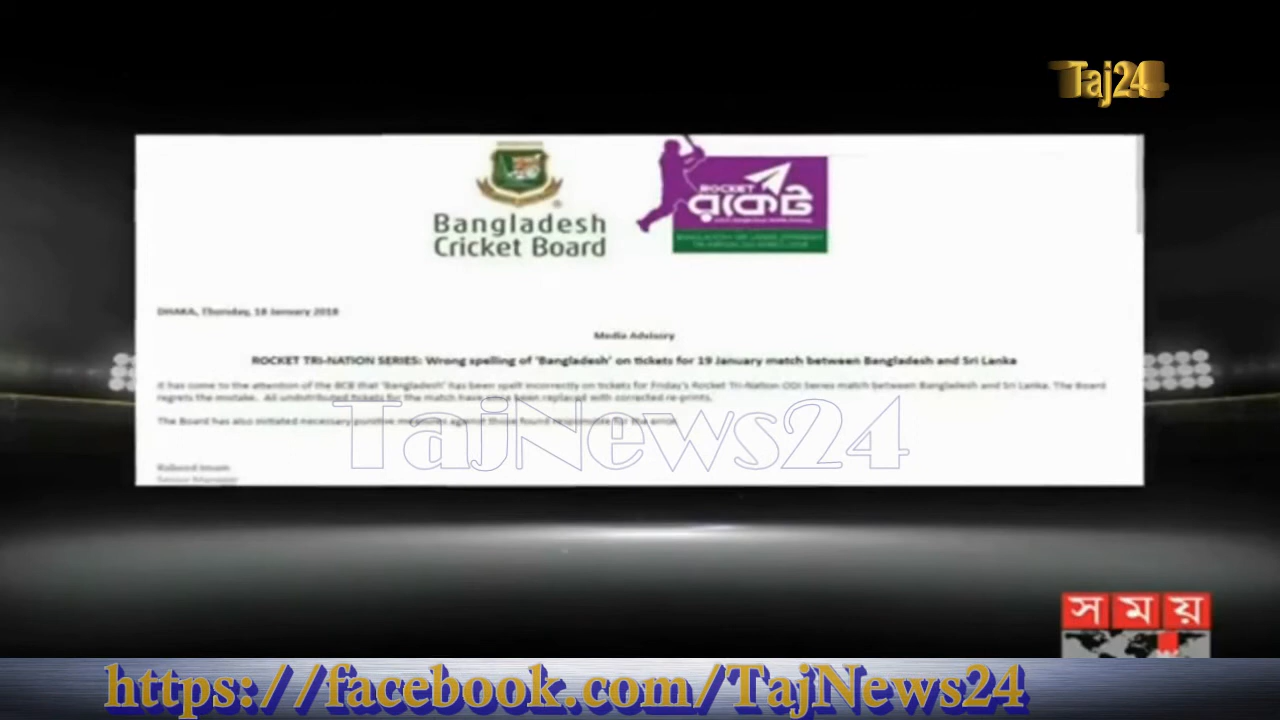 Taj24
Bangladesh
Cricket Board
ROCKET
রকেট
DHAKA, Thursday, 18 January 2018
Media Advisory
ROCKET TRI-NATION SERIES: Wrong spelling of 'Bangladesh' on tickets for 19 January match between Bangladesh and Sri Lanka
It has come to the attention of the BCB that 'Bangladesh' has been spelt incorrectly on tickets for Friday's Rocket Tri-Nation ODI Series match between Bangladesh and Sri Lanka. The Board
regrets the mistake. All undistributed tickets for the match have since been replaced with corrected re-prints.
The Board has also initiated necessary punitive measures against those found responsible for the error.
TajNews24
Rabeed Imam
Senior Manager
সময়
https://facebook.com/TajNews24